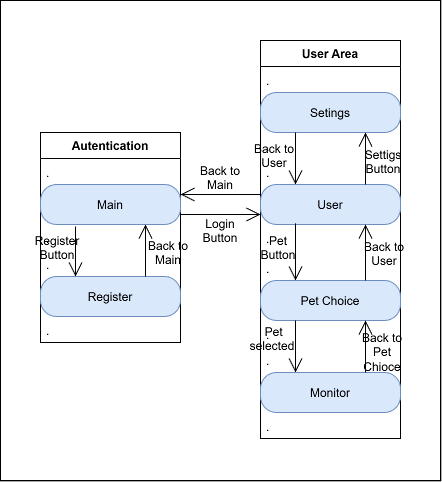 User Area
.
Setings
Back to
User
Settigs
Button
Autentication
.
Back to
Main
.
Main
User
Login
Button
Register
Button
Back to
Main
.
.Pet
Button
Back to
User
.
Register
Pet Choice
.
.
Pet
selected
Back to
Pet
Chioce
.
Monitor
.